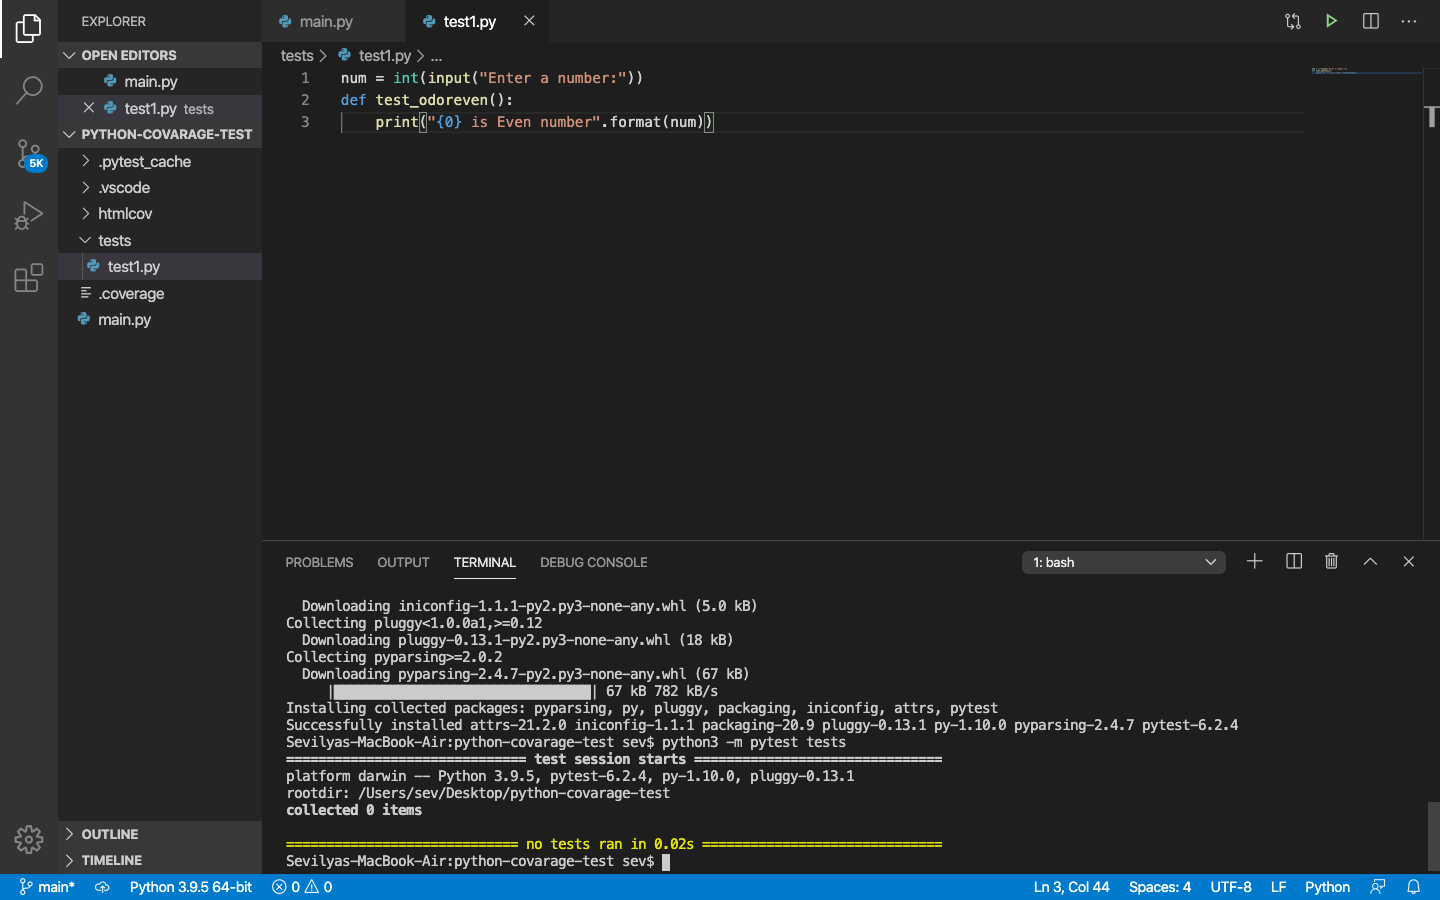 EXPLORER
OPEN EDITORS
main.py
test1.py tests
PYTHON-COVARAGE-TEST
.pytest_cache
.vscode
htmlcov
tests
test1.py
.coverage
main.py
5K
OUTLINE
TIMELINE
main.py
test1.py
tests > test1.py > ...
1 num = int(input("Enter a number:"))
2 def test_odoreven():
3 print("{0} is Even number".format(num))
PROBLEMS OUTPUT TERMINAL DEBUG CONSOLE
1: bash
Downloading iniconfig-1.1.1-py2.py3-none-any.whl (5.0 kB)
Collecting pluggy<1.0.0a1,>=0.12
Downloading pluggy-0.13.1-py2.py3-none-any.whl (18 kB)
Collecting pyparsing>=2.0.2
Downloading pyparsing-2.4.7-py2.py3-none-any.whl (67 kB)
|████████████████████████████████| 67 kB 782 kB/s
Installing collected packages: pyparsing, py, pluggy, packaging, iniconfig, attrs, pytest
Successfully installed attrs-21.2.0 iniconfig-1.1.1 packaging-20.9 pluggy-0.13.1 py-1.10.0 pyparsing-2.4.7 pytest-6.2.4
Sevilyas-MacBook-Air:python-covarage-test sev$ python3 -m pytest tests
============================== test session starts ===============================
platform darwin -- Python 3.9.5, pytest-6.2.4, py-1.10.0, pluggy-0.13.1
rootdir: /Users/sev/Desktop/python-covarage-test
collected 0 items
============================= no tests ran in 0.02s ==============================
Sevilyas-MacBook-Air:python-covarage-test sev$
main* Python 3.9.5 64-bit 0 0 Ln 3, Col 44 Spaces: 4 UTF-8 LF Python